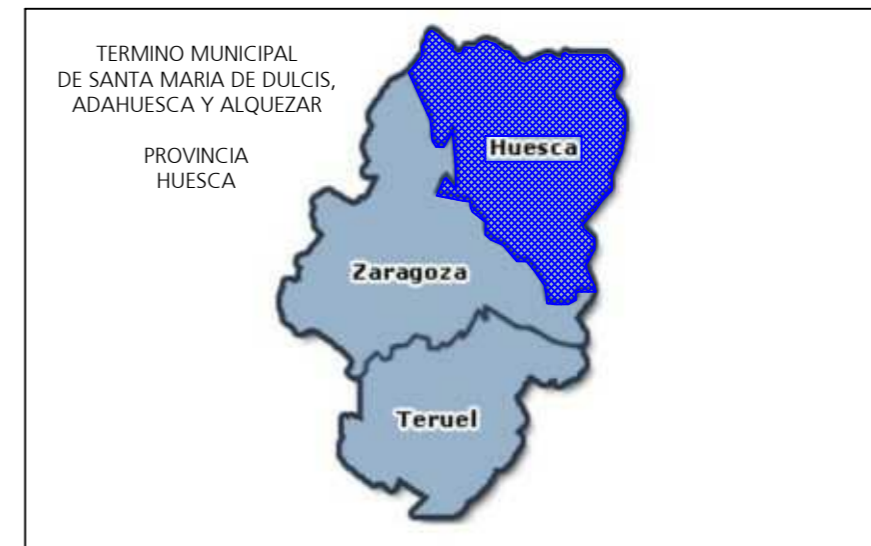 TERMINO MUNICIPAL
DE SANTA MARIA DE DULCIS,
ADAHUESCA Y ALQUEZAR
PROVINCIA
HUESCA
Huesca
Zaragoza
Teruel